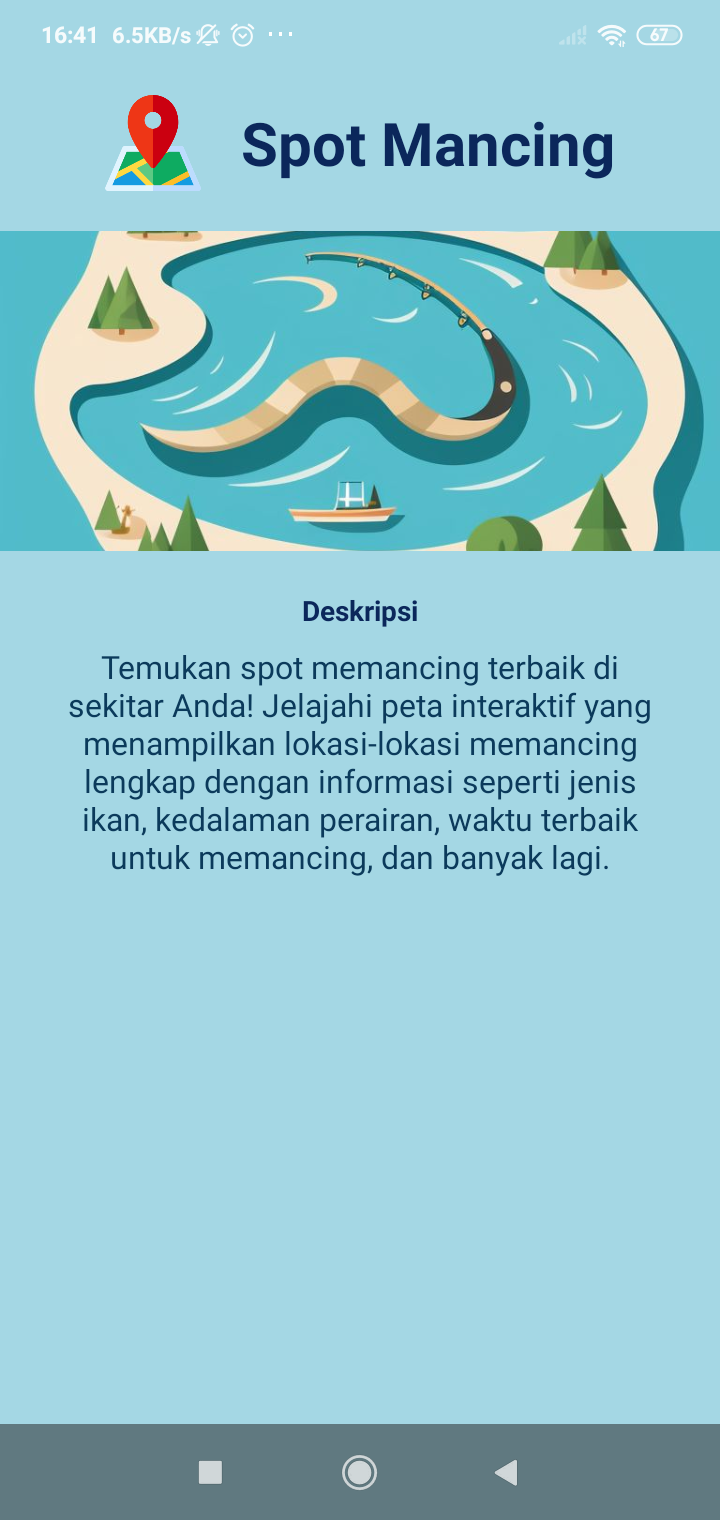 16:41 6.5KB/s ... 67
Spot Mancing
Deskripsi
Temukan spot memancing terbaik di
sekitar Anda! Jelajahi peta interaktif yang
menampilkan lokasi-lokasi memancing
lengkap dengan informasi seperti jenis
ikan, kedalaman perairan, waktu terbaik
untuk memancing, dan banyak lagi.